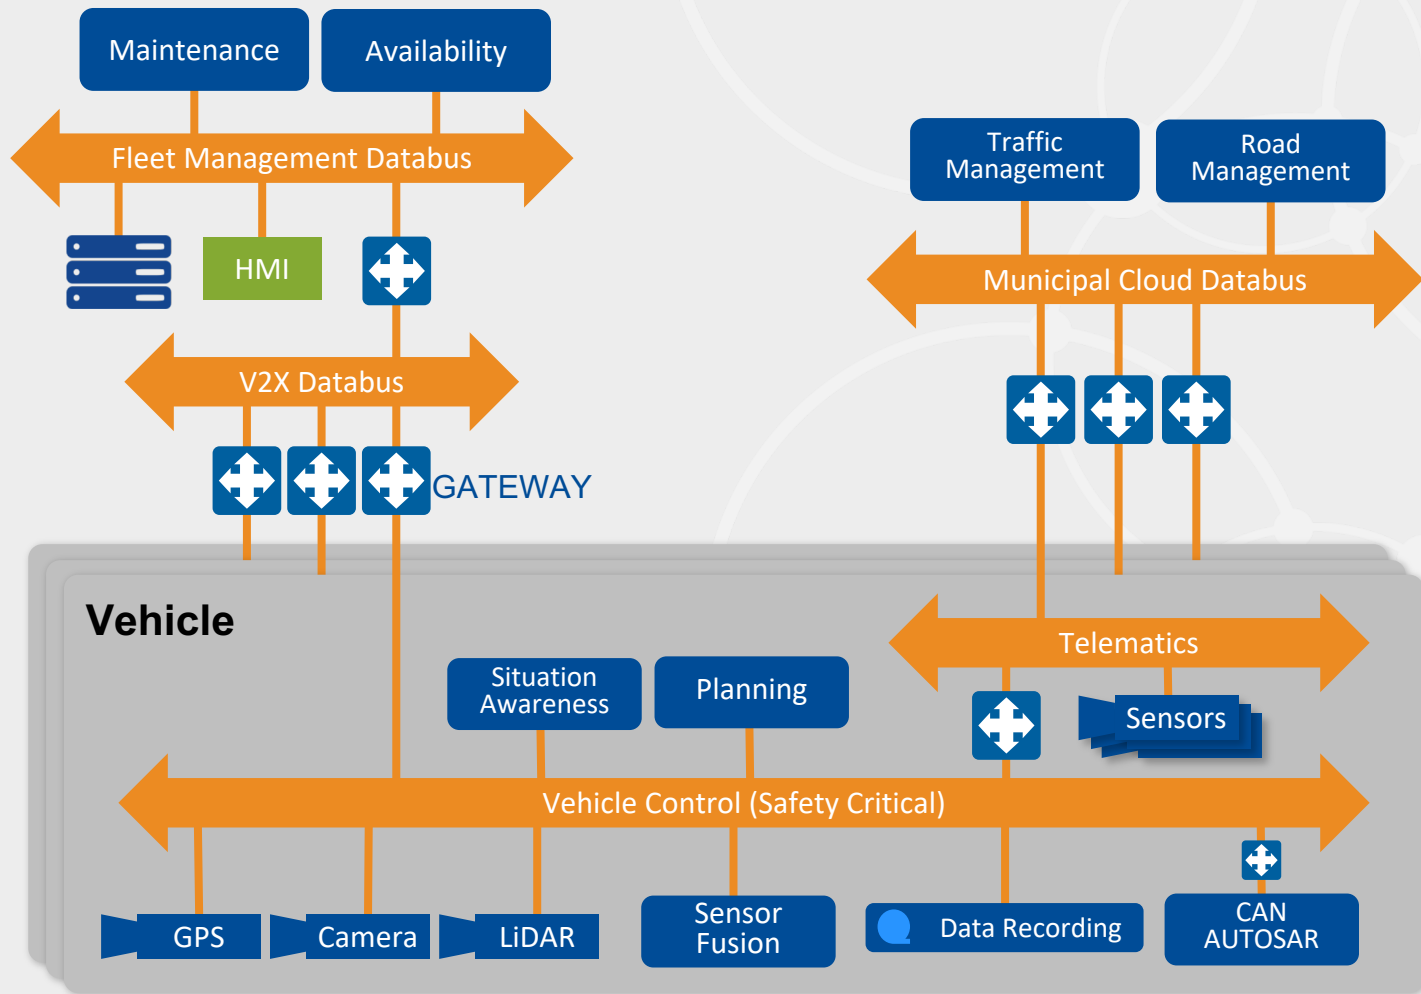 Maintenance
Availability
Fleet Management Databus
HMI
V2X Databus
GATEWAY
Traffic
Management
Road
Management
Municipal Cloud Databus
Vehicle
Telematics
Situation
Awareness
Planning
Sensors
Vehicle Control (Safety Critical)
GPS
Camera
LiDAR
Sensor
Fusion
Data Recording
CAN
AUTOSAR